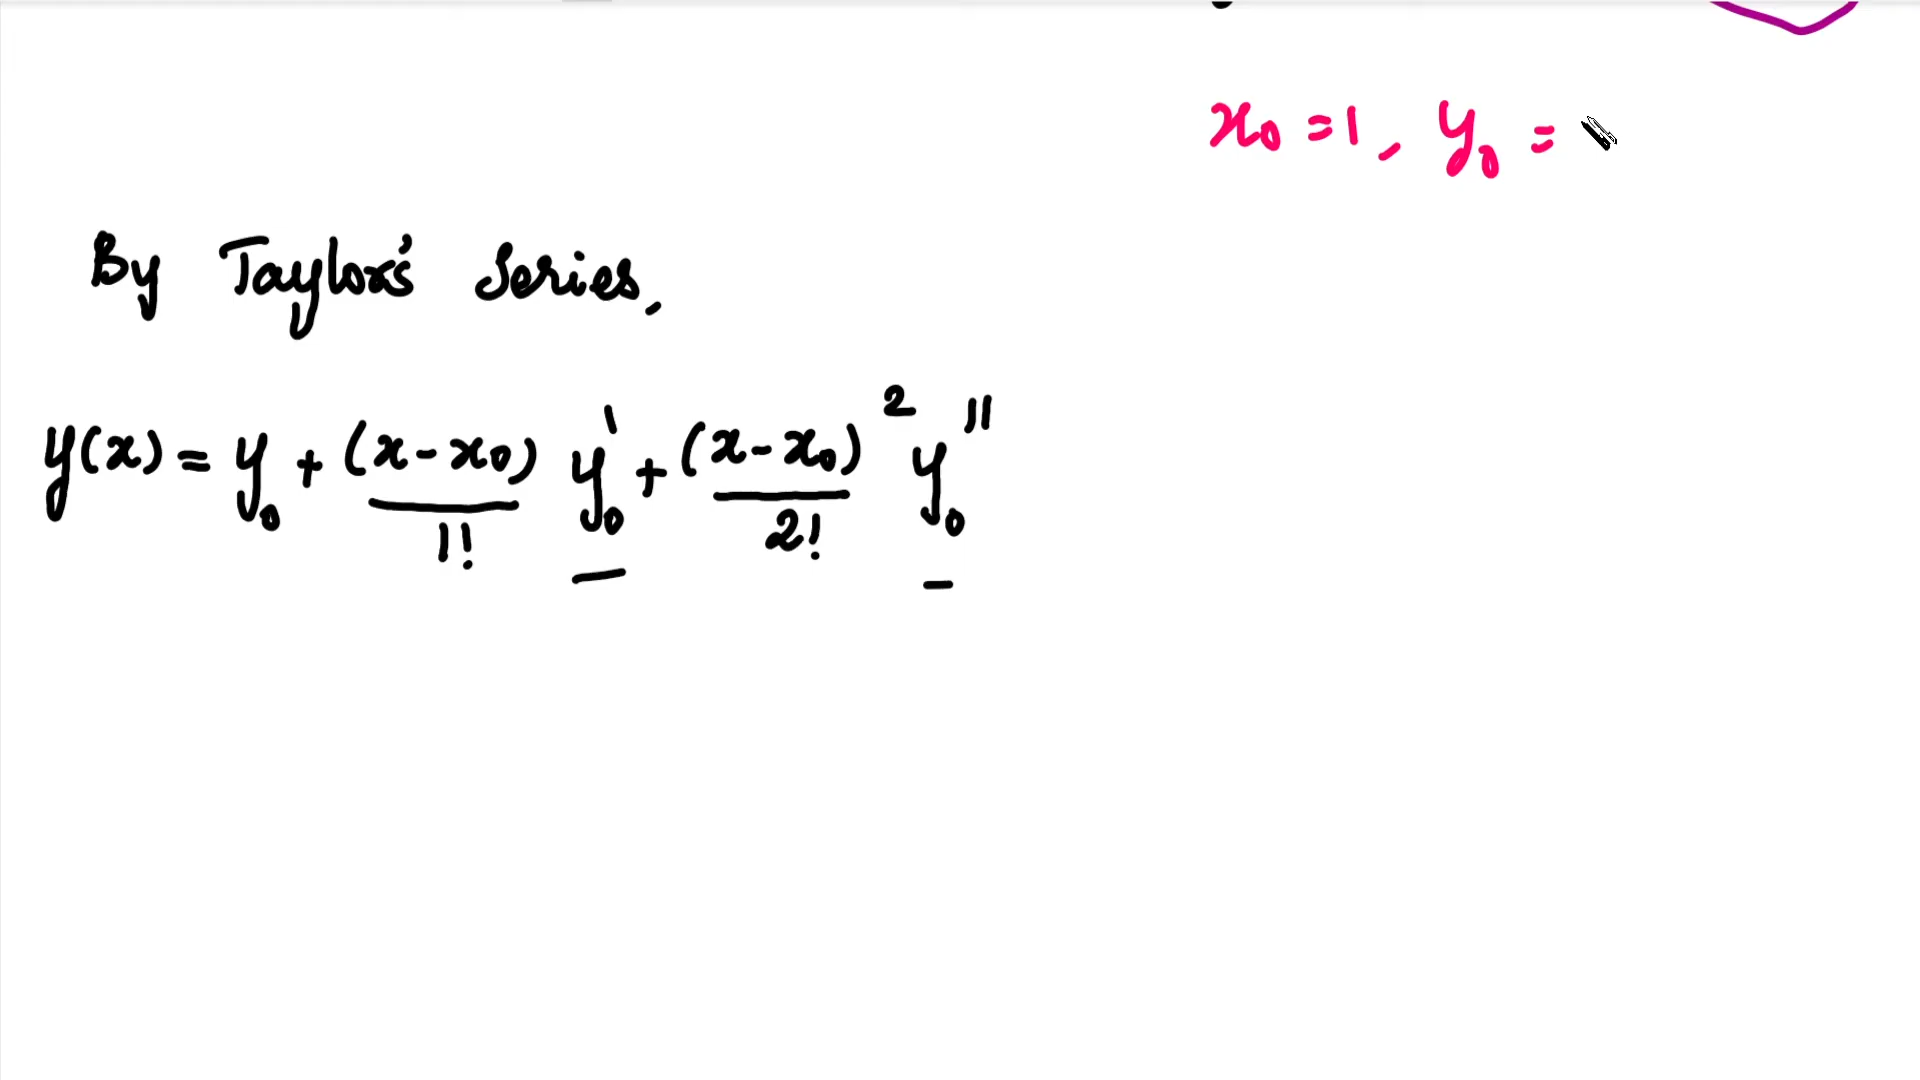 x₀ = 1, y₀ =
By Taylor's Series,
y(x) = y₀ + (x-x₀)/1! y₀' + (x-x₀)²/2! y₀''